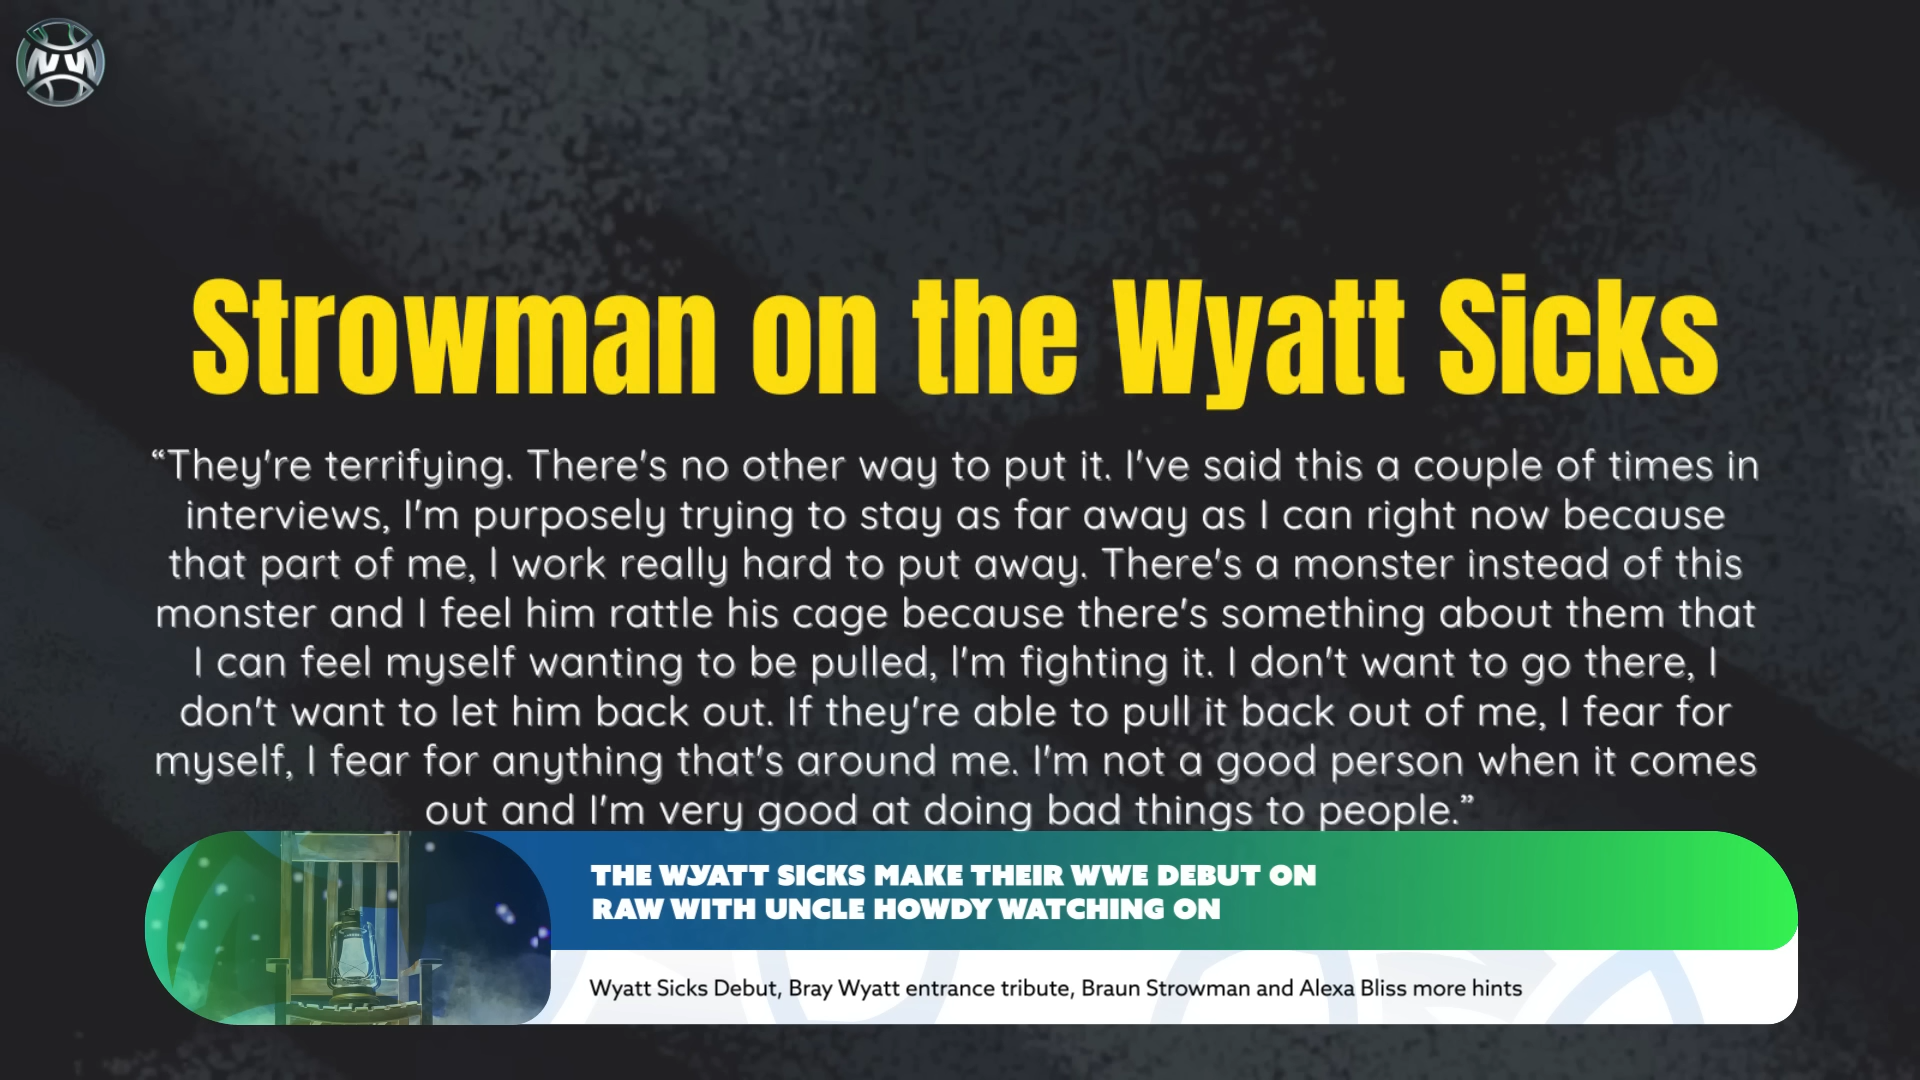 Strowman on the Wyatt Sicks
“They're terrifying. There's no other way to put it. I've said this a couple of times in
interviews, I'm purposely trying to stay as far away as I can right now because
that part of me, I work really hard to put away. There's a monster instead of this
monster and I feel him rattle his cage because there's something about them that
I can feel myself wanting to be pulled, I'm fighting it. I don't want to go there, I
don't want to let him back out. If they're able to pull it back out of me, I fear for
myself, I fear for anything that's around me. I'm not a good person when it comes
out and I'm very good at doing bad things to people.”
THE WYATT SICKS MAKE THEIR WWE DEBUT ON
RAW WITH UNCLE HOWDY WATCHING ON
Wyatt Sicks Debut, Bray Wyatt entrance tribute, Braun Strowman and Alexa Bliss more hints